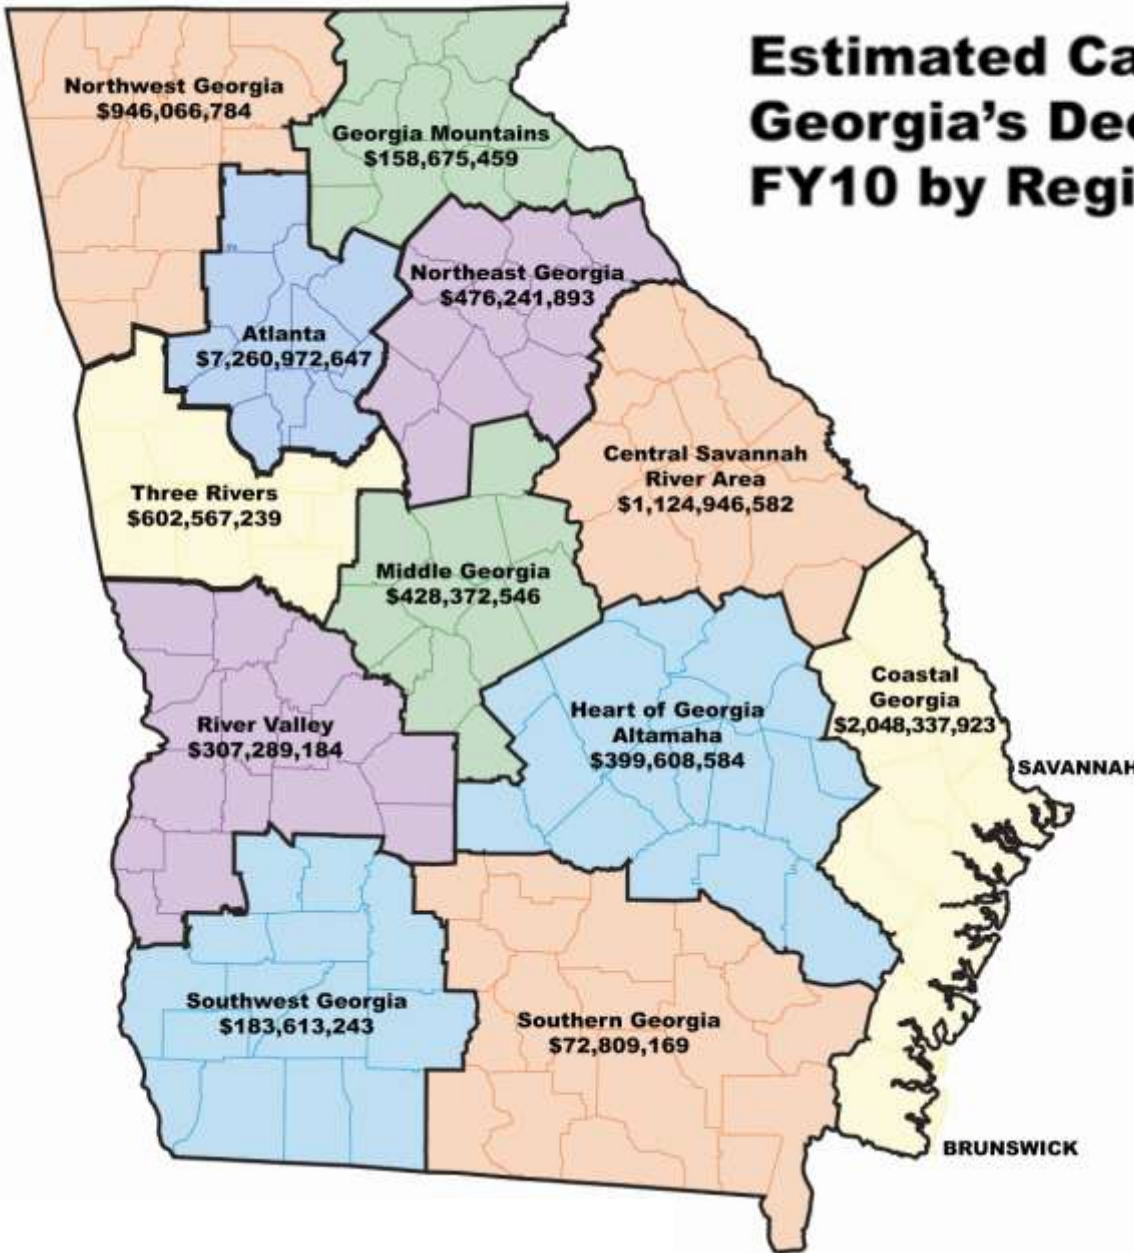 Estimated Ca
Georgia's Dee
FY10 by Regi
Northwest Georgia
$946,066,784
Georgia Mountains
$158,675,459
Northeast Georgia
$476,241,893
Atlanta
$7,260,972,647
Central Savannah
River Area
$1,124,946,582
Three Rivers
$602,567,239
Middle Georgia
$428,372,546
Coastal
Georgia
$2,048,337,923
River Valley
$307,289,184
Heart of Georgia
Altamaha
$399,608,584
SAVANNAH
Southwest Georgia
$183,613,243
Southern Georgia
$72,809,169
BRUNSWICK